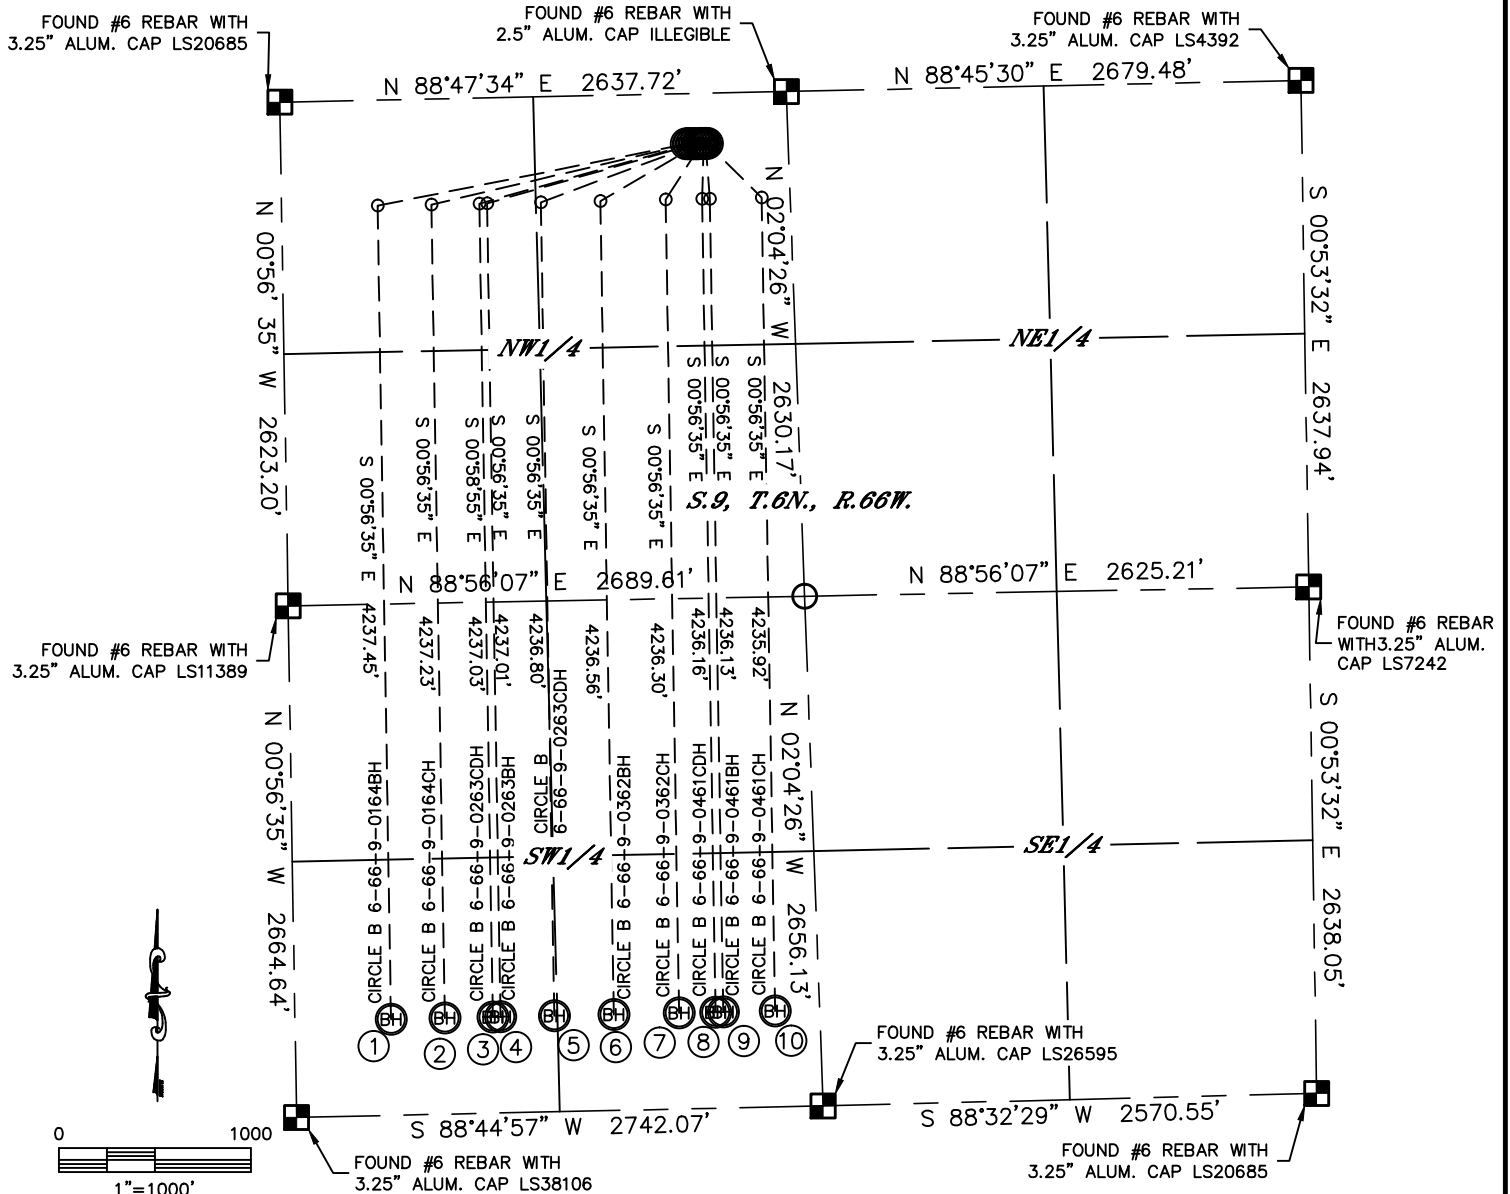 FOUND #6 REBAR WITH
3.25" ALUM. CAP LS20685
FOUND #6 REBAR WITH
2.5" ALUM. CAP ILLEGIBLE
FOUND #6 REBAR WITH
3.25" ALUM. CAP LS4392
N 88°47'34" E 2637.72'
N 88°45'30" E 2679.48'
N 00°56' 35" W 2623.20'
N 02°04'26" W 2630.17'
S 00°53'32" E 2637.94'
NW1/4
NE1/4
S 00°56'35" E 4237.45'
S 00°56'35" E 4237.23'
S 00°58'55" E 4237.03'
S 00°56'35" E 4237.01'
S 00°56'35" E 4236.80'
S 00°56'35" E 4236.56'
S 00°56'35" E 4236.30'
S 00°56'35" E 4236.16'
S 00°56'35" E 4236.13'
S 00°56'35" E 4235.92'
S.9, T.6N., R.66W.
N 88°56'07" E 2689.61'
N 88°56'07" E 2625.21'
FOUND #6 REBAR WITH
3.25" ALUM. CAP LS11389
FOUND #6 REBAR
WITH3.25" ALUM.
CAP LS7242
N 00°56'35" W 2664.64'
N 02°04'26" W 2656.13'
S 00°53'32" E 2638.05'
CIRCLE B 6-66-9-0164BH
CIRCLE B 6-66-9-0164CH
CIRCLE B 6-66-9-0263CDH
CIRCLE B 6-66-9-0263BH
CIRCLE B
6-66-9-0263CDH
CIRCLE B 6-66-9-0362BH
CIRCLE B 6-66-9-0362CH
CIRCLE B 6-66-9-0461CDH
CIRCLE B 6-66-9-0461BH
CIRCLE B 6-66-9-0461CH
SW1/4
SE1/4
BH
BH
BH
BH
BH
BH
BH
BH
1
2
3
4
5
6
7
8
9
10
FOUND #6 REBAR WITH
3.25" ALUM. CAP LS26595
S 88°44'57" W 2742.07'
S 88°32'29" W 2570.55'
0 1000
1"=1000'
FOUND #6 REBAR WITH
3.25" ALUM. CAP LS38106
FOUND #6 REBAR WITH
3.25" ALUM. CAP LS20685